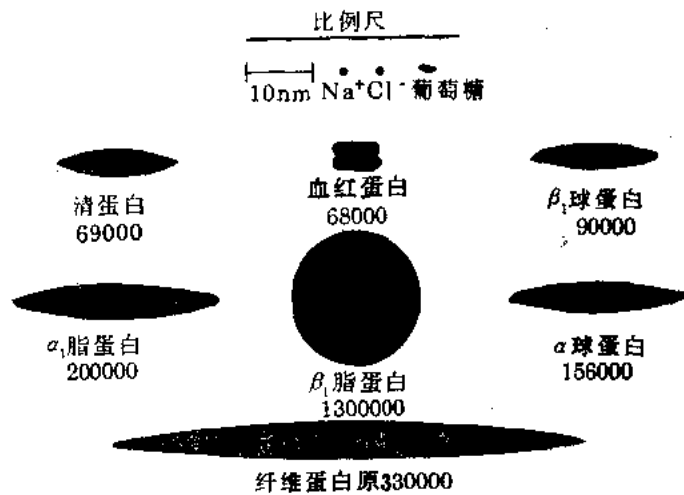 比例尺
10nm Na⁺ Cl⁻ 葡萄糖
清蛋白
69000
血红蛋白
68000
β₁球蛋白
90000
α₁脂蛋白
200000
β₁脂蛋白
1300000
α球蛋白
156000
纤维蛋白原330000